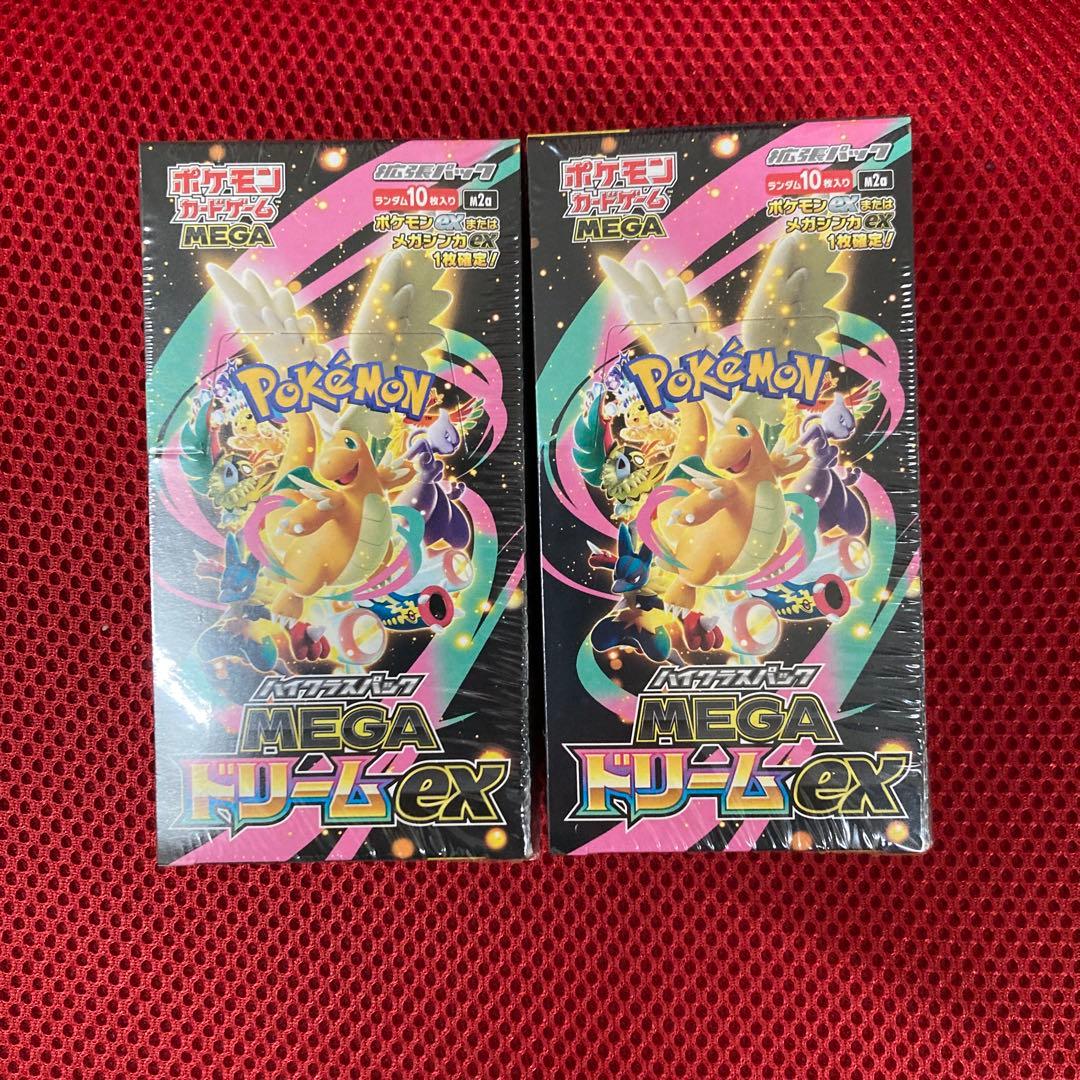 ポケモン
カードゲーム
MEGA
拡張パック
ランダム10枚入り M2a
ポケモンexまたは
メガシンカex
1枚確定!
POKéMON
ハイクラスパック
MEGA
ドリームex
ポケモン
カードゲーム
MEGA
拡張パック
ランダム10枚入り M2a
ポケモンexまたは
メガシンカex
1枚確定!
POKéMON
ハイクラスパック
MEGA
ドリームex